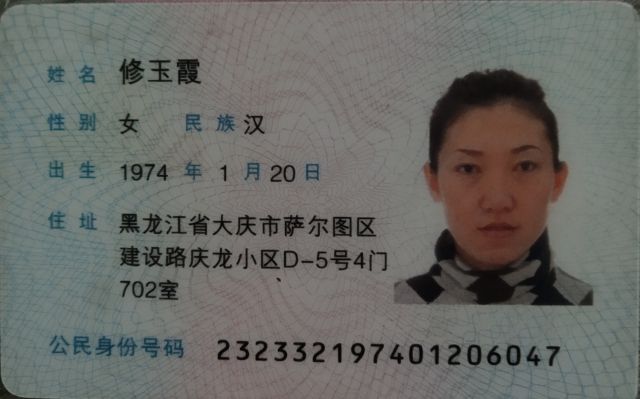 姓名 修玉霞
性别 女 民族 汉
出生 1974 年 1 月 20 日
住址 黑龙江省大庆市萨尔图区
建设路庆龙小区D-5号4门
702室
公民身份号码 232332197401206047